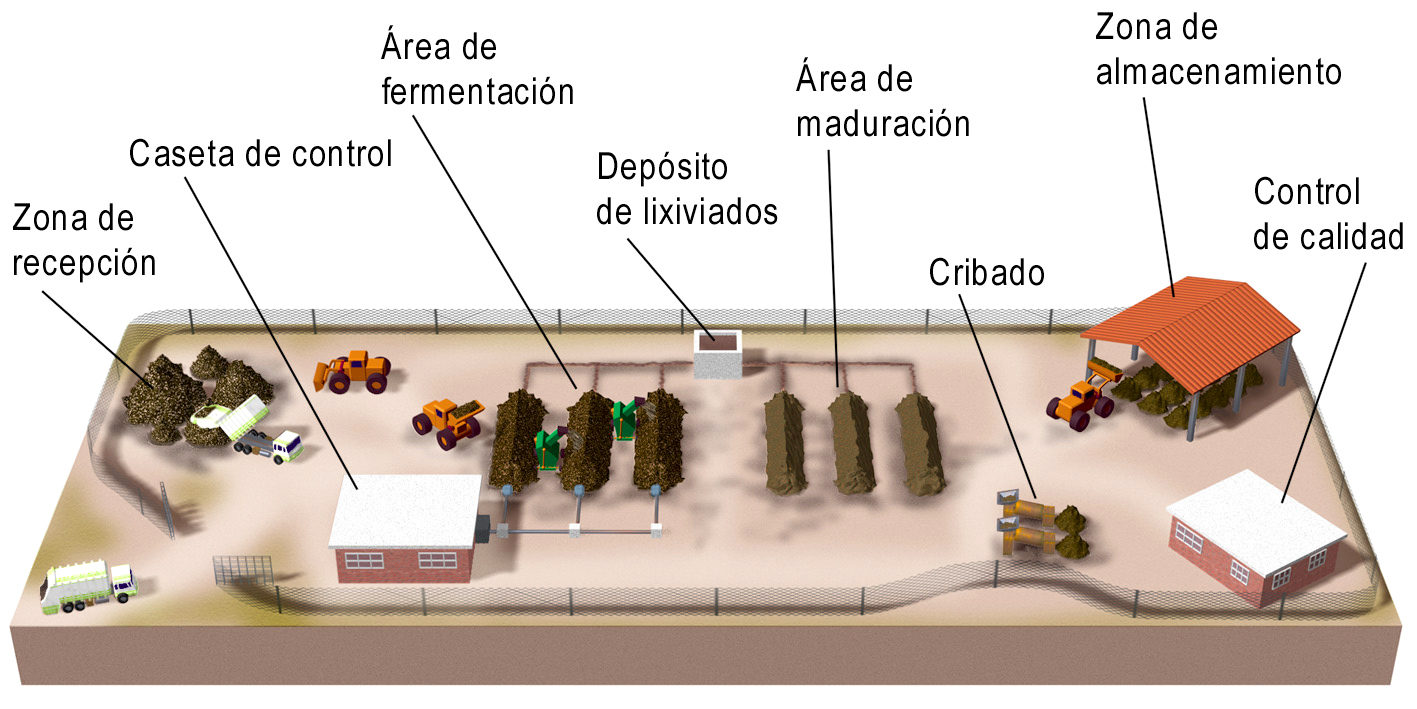 Zona de
recepción
Caseta de control
Área de
fermentación
Depósito
de lixiviados
Área de
maduración
Cribado
Zona de
almacenamiento
Control
de calidad